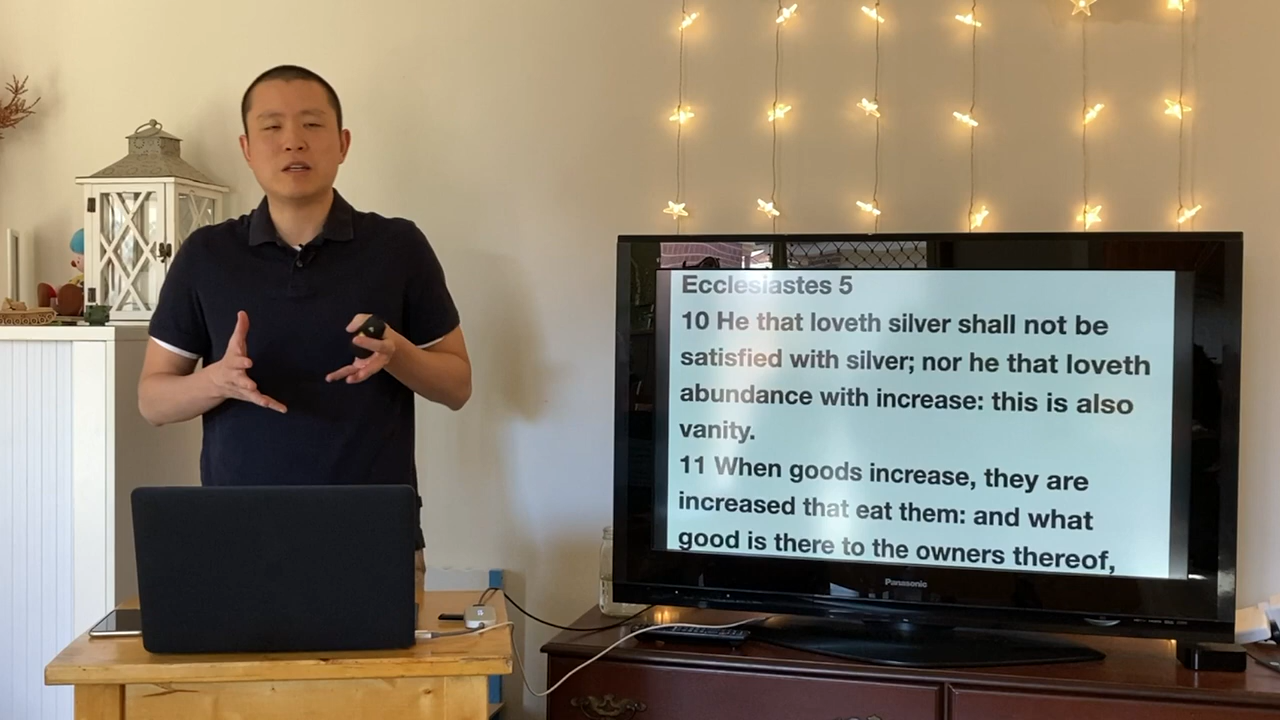 Ecclesiastes 5
10 He that loveth silver shall not be
satisfied with silver; nor he that loveth
abundance with increase: this is also
vanity.
11 When goods increase, they are
increased that eat them: and what
good is there to the owners thereof,
Panasonic